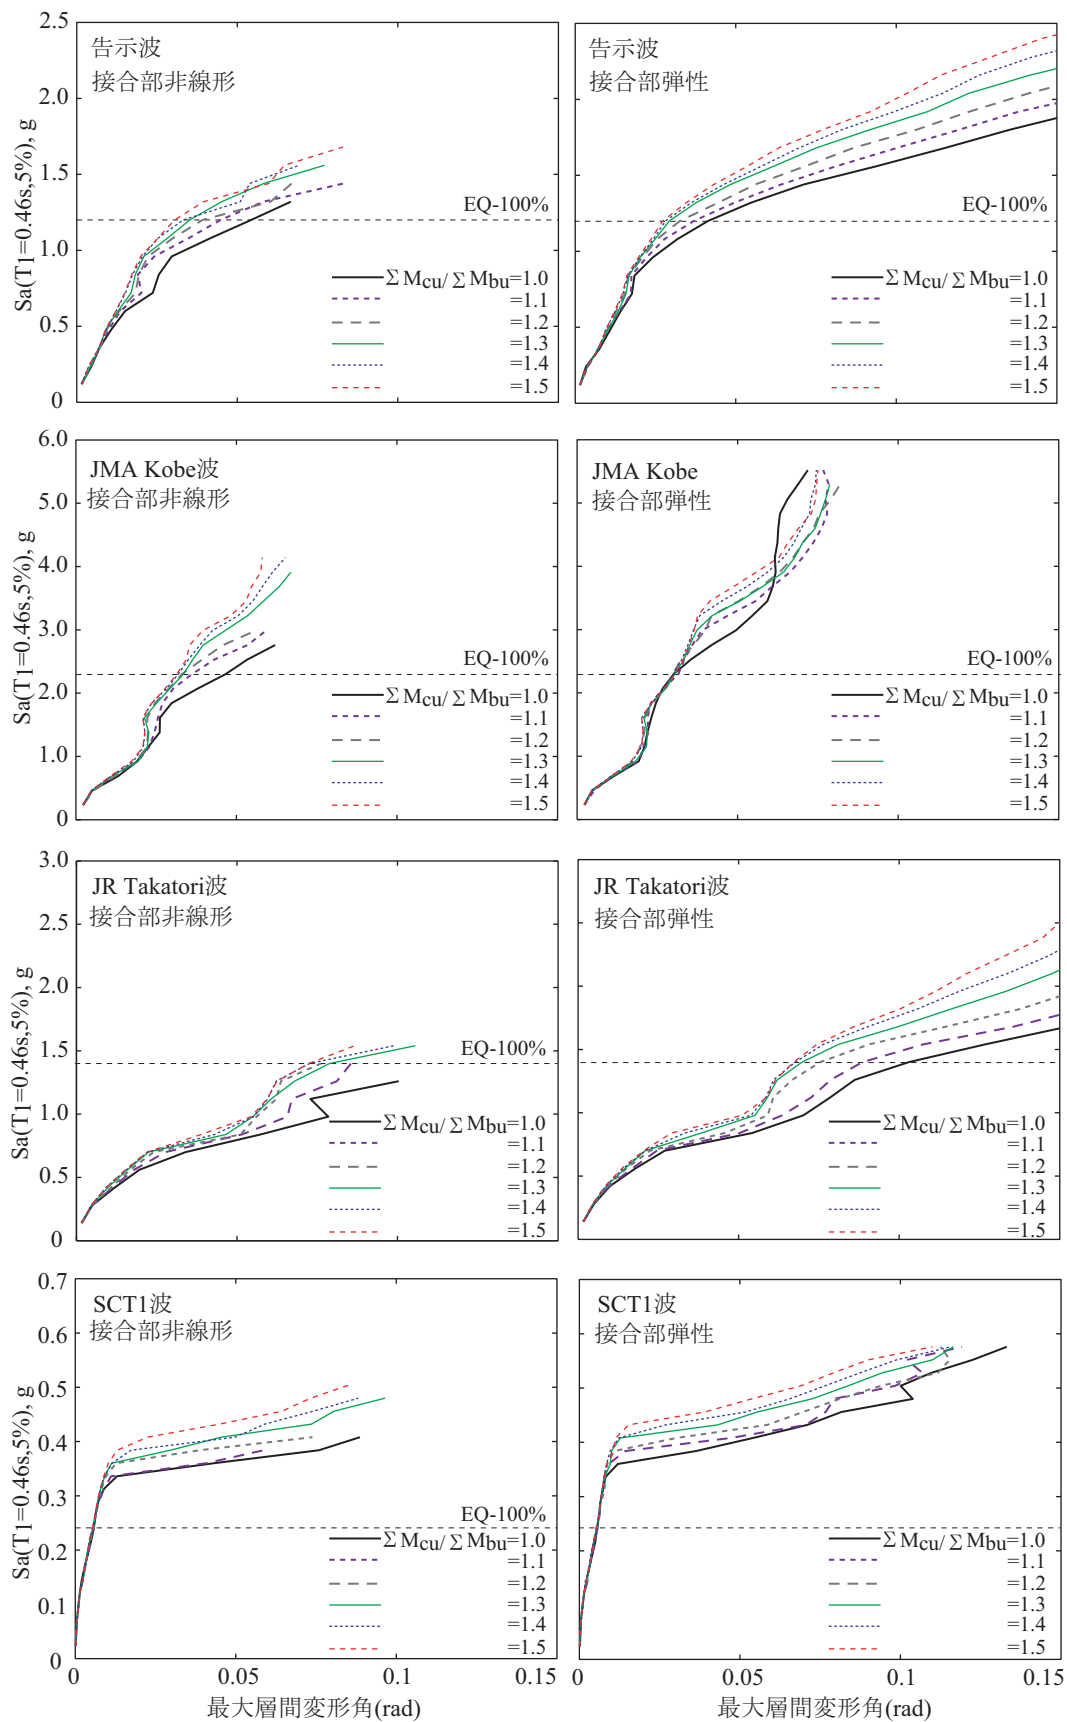 告示波
接合部非線形
2.5
2.0
1.5
1.0
0.5
0
Sa(T1=0.46s,5%), g
EQ-100%
ΣMcu/ΣMbu=1.0
=1.1
=1.2
=1.3
=1.4
=1.5
告示波
接合部弾性
EQ-100%
ΣMcu/ΣMbu=1.0
=1.1
=1.2
=1.3
=1.4
=1.5
JMA Kobe波
接合部非線形
6.0
5.0
4.0
3.0
2.0
1.0
0
Sa(T1=0.46s,5%), g
EQ-100%
ΣMcu/ΣMbu=1.0
=1.1
=1.2
=1.3
=1.4
=1.5
JMA Kobe
接合部弾性
EQ-100%
ΣMcu/ΣMbu=1.0
=1.1
=1.2
=1.3
=1.4
=1.5
JR Takatori波
接合部非線形
3.0
2.5
2.0
1.5
1.0
0.5
0
Sa(T1=0.46s,5%), g
EQ-100%
ΣMcu/ΣMbu=1.0
=1.1
=1.2
=1.3
=1.4
=1.5
JR Takatori波
接合部弾性
EQ-100%
ΣMcu/ΣMbu=1.0
=1.1
=1.2
=1.3
=1.4
=1.5
SCT1波
接合部非線形
0.7
0.6
0.5
0.4
0.3
0.2
0.1
0
Sa(T1=0.46s,5%), g
EQ-100%
ΣMcu/ΣMbu=1.0
=1.1
=1.2
=1.3
=1.4
=1.5
0 0.05 0.1
最大層間変形角(rad)
SCT1波
接合部弾性
EQ-100%
ΣMcu/ΣMbu=1.0
=1.1
=1.2
=1.3
=1.4
=1.5
0 0.05 0.1 0.15
最大層間変形角(rad)